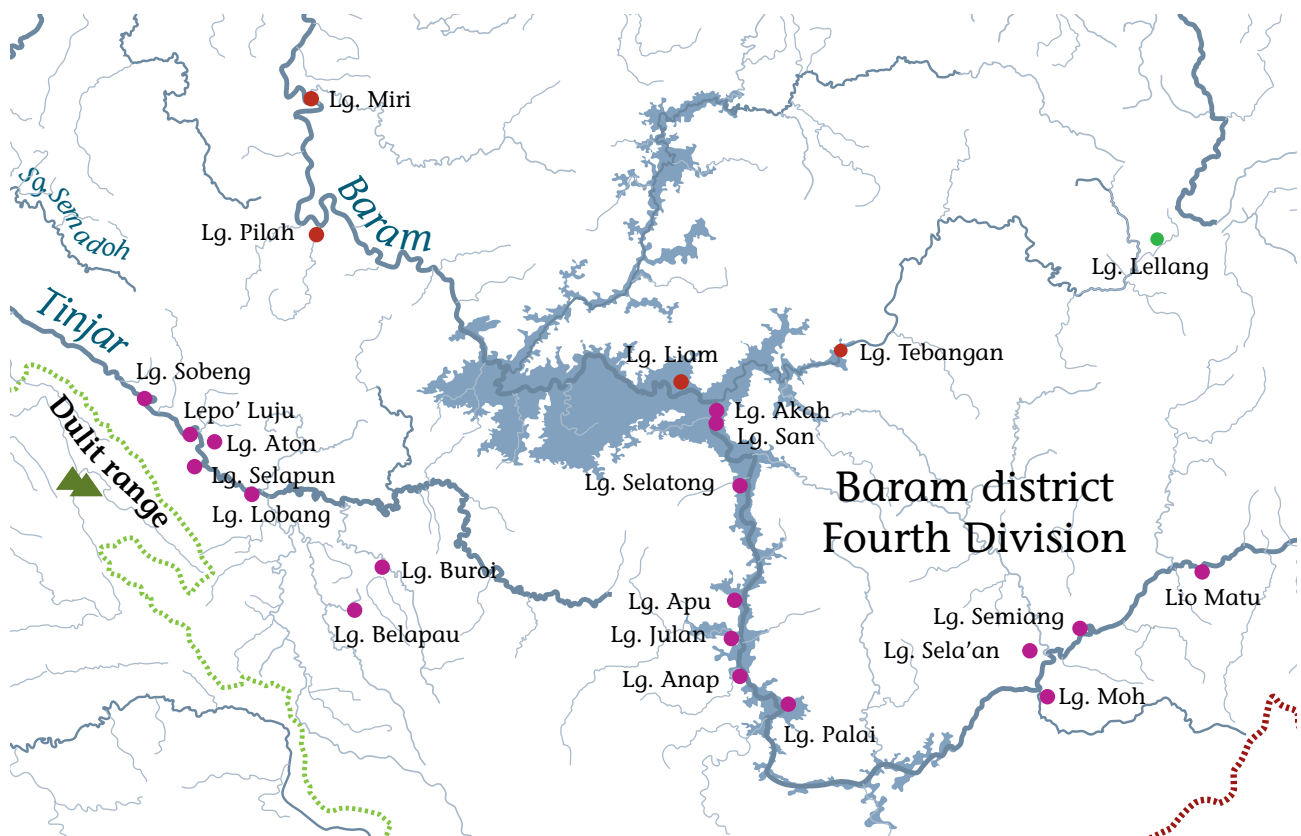 Lg. Miri
Sg. Semadoh
Baram
Lg. Pilah
Lg. Lellang
Tinjar
Lg. Liam
Lg. Tebangan
Lg. Sobeng
Lepo' Luju
Lg. Akah
Dulit range
Lg. Aton
Lg. San
Lg. Selapun
Lg. Selatong
Baram district
Fourth Division
Lg. Lobang
Lg. Buroi
Lio Matu
Lg. Apu
Lg. Semiang
Lg. Belapau
Lg. Julan
Lg. Sela'an
Lg. Anap
Lg. Moh
Lg. Palai